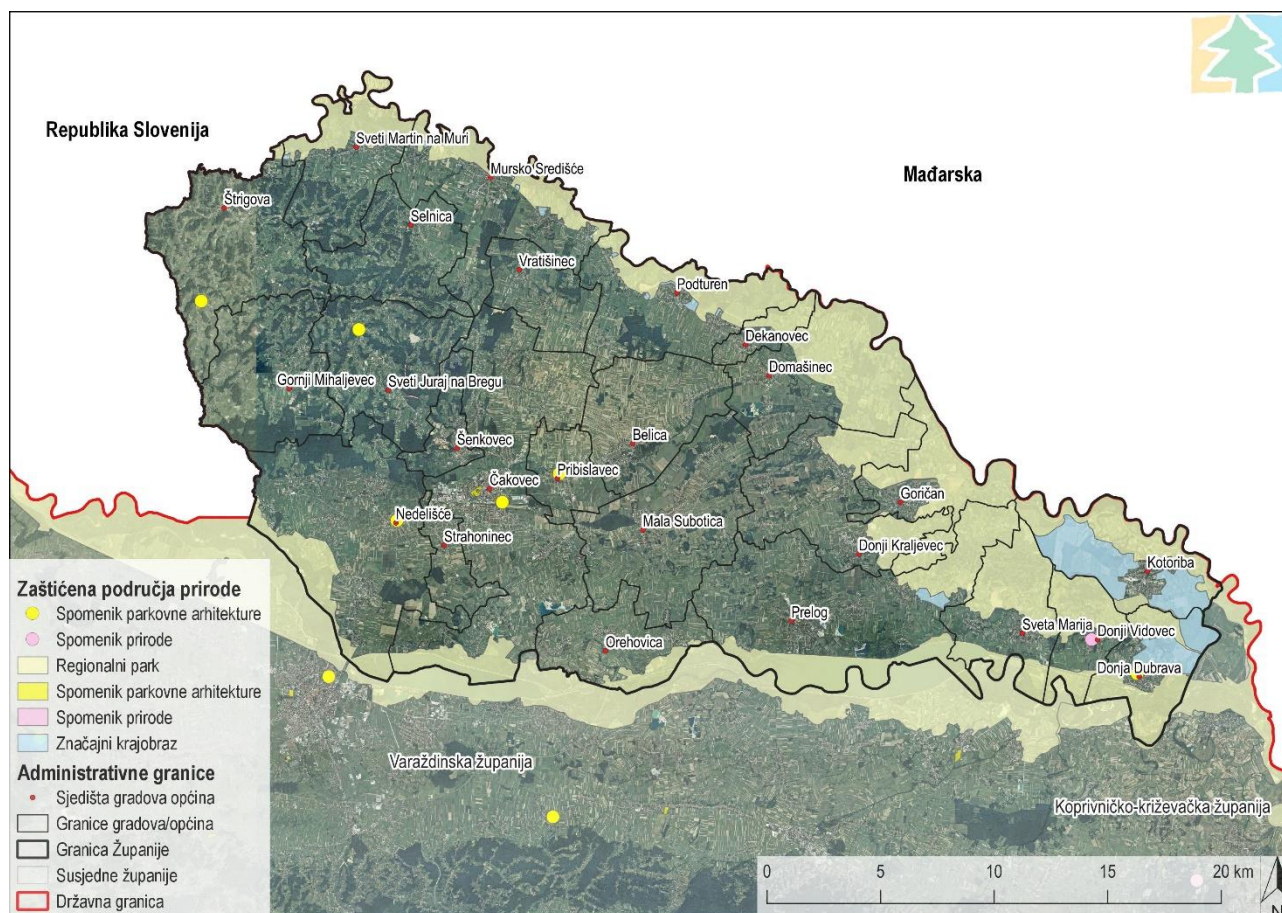 Republika Slovenija
Mađarska
Sveti Martin na Muri
Mursko Središće
Štrigova
Selnica
Vratišinec
Podturen
Dekanovec
Domašinec
Gornji Mihaljevec
Sveti Juraj na Bregu
Šenkovec
Belica
Pribislavec
Čakovec
Goričan
Nedelišće
Mala Subotica
Strahoninec
Donji Kraljevec
Kotoriba
Prelog
Sveta Marija
Donji Vidovec
Orehovica
Donja Dubrava
Varaždinska županija
Koprivničko-križevačka županija
Zaštićena područja prirode
Spomenik parkovne arhitekture
Spomenik prirode
Regionalni park
Spomenik parkovne arhitekture
Spomenik prirode
Značajni krajobraz
Administrativne granice
Sjedišta gradova općina
Granice gradova/općina
Granica Županije
Susjedne županije
Državna granica
0 5 10 15 20 km
N